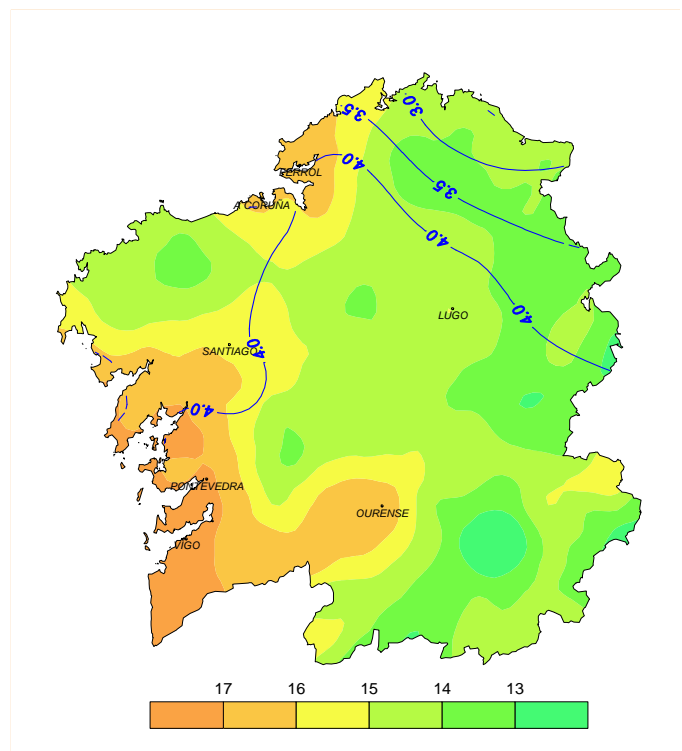 3.0
3.5
4.0
FERROL
3.5
A CORUÑA
4.0
LUGO
4.0
SANTIAGO
4.0
4.0
PONTEVEDRA
OURENSE
VIGO
17 16 15 14 13